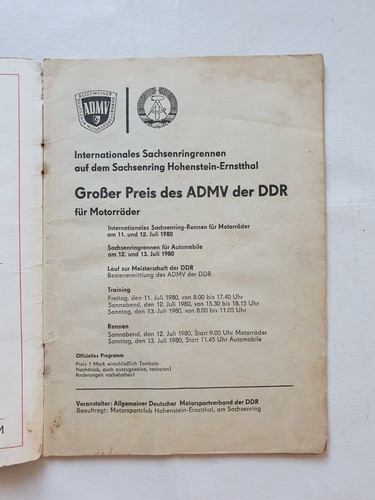 ALLGEMEINER
ADMV
Internationales Sachsenringrennen
auf dem Sachsenring Hohenstein-Ernstthal
Großer Preis des ADMV der DDR
für Motorräder
Internationales Sachsenring-Rennen für Motorräder
am 11. und 12. Juli 1980
Sachsenringrennen für Automobile
am 12. und 13. Juli 1980
Lauf zur Meisterschaft der DDR
Bestenermittlung des ADMV der DDR
Training
Freitag, den 11. Juli 1980, von 8.00 bis 17.40 Uhr
Sonnabend, den 12. Juli 1980, von 15.30 bis 18.15 Uhr
Sonntag, den 13. Juli 1980, von 8.00 bis 11.05 Uhr
Rennen
Sonnabend, den 12. Juli 1980, Start 9.00 Uhr Motorräder
Sonntag, den 13. Juli 1980, Start 11.45 Uhr Automobile
Offizielles Programm
Preis 1 Mark einschließlich Tombola
Nachdruck, auch auszugsweise, verboten!
Änderungen vorbehalten!
Veranstalter: Allgemeiner Deutscher Motorsportverband der DDR
Beauftragt: Motorsportclub Hohenstein-Ernstthal, am Sachsenring